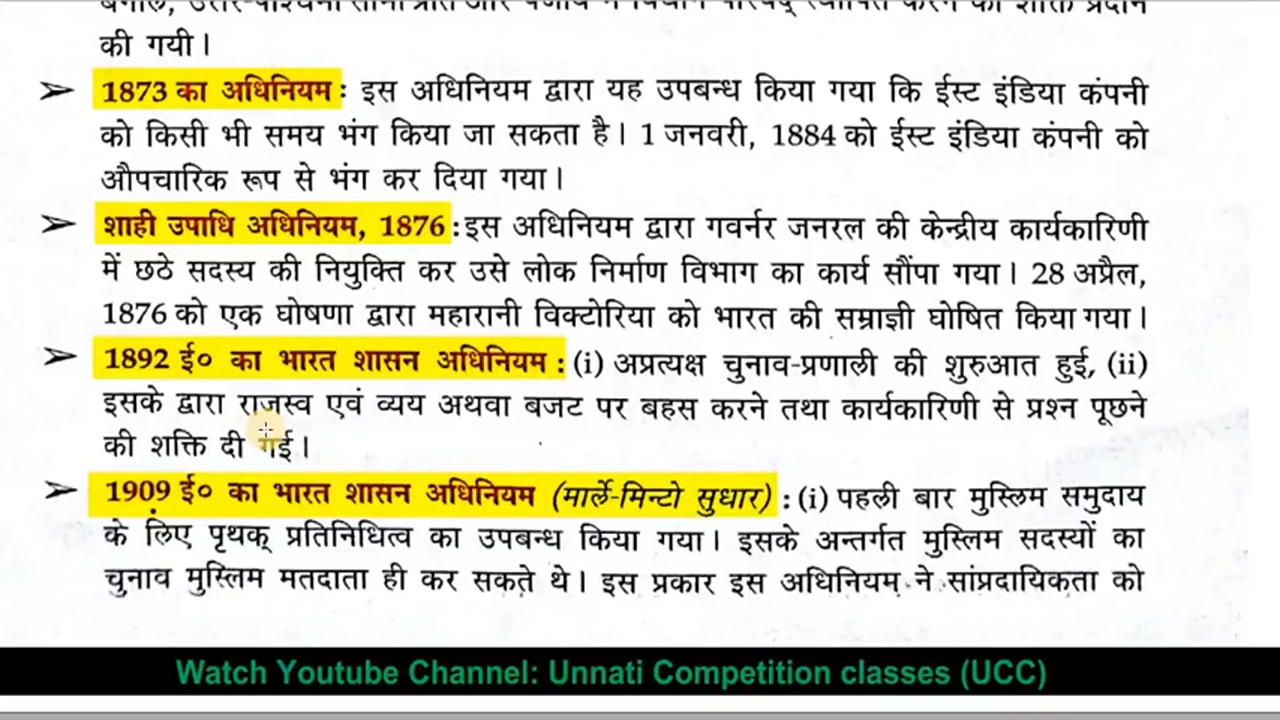 की गयी।
➢ 1873 का अधिनियम : इस अधिनियम द्वारा यह उपबन्ध किया गया कि ईस्ट इंडिया कंपनी
को किसी भी समय भंग किया जा सकता है। 1 जनवरी, 1884 को ईस्ट इंडिया कंपनी को
औपचारिक रूप से भंग कर दिया गया।
➢ शाही उपाधि अधिनियम, 1876 : इस अधिनियम द्वारा गवर्नर जनरल की केन्द्रीय कार्यकारिणी
में छठे सदस्य की नियुक्ति कर उसे लोक निर्माण विभाग का कार्य सौंपा गया। 28 अप्रैल,
1876 को एक घोषणा द्वारा महारानी विक्टोरिया को भारत की सम्राज्ञी घोषित किया गया।
➢ 1892 ई० का भारत शासन अधिनियम : (i) अप्रत्यक्ष चुनाव-प्रणाली की शुरुआत हुई, (ii)
इसके द्वारा राजस्व एवं व्यय अथवा बजट पर बहस करने तथा कार्यकारिणी से प्रश्न पूछने
की शक्ति दी गई।
➢ 1909 ई० का भारत शासन अधिनियम (मार्ले-मिन्टो सुधार) : (i) पहली बार मुस्लिम समुदाय
के लिए पृथक् प्रतिनिधित्व का उपबन्ध किया गया। इसके अन्तर्गत मुस्लिम सदस्यों का
चुनाव मुस्लिम मतदाता ही कर सकते थे। इस प्रकार इस अधिनियम ने सांप्रदायिकता को
Watch Youtube Channel: Unnati Competition classes (UCC)